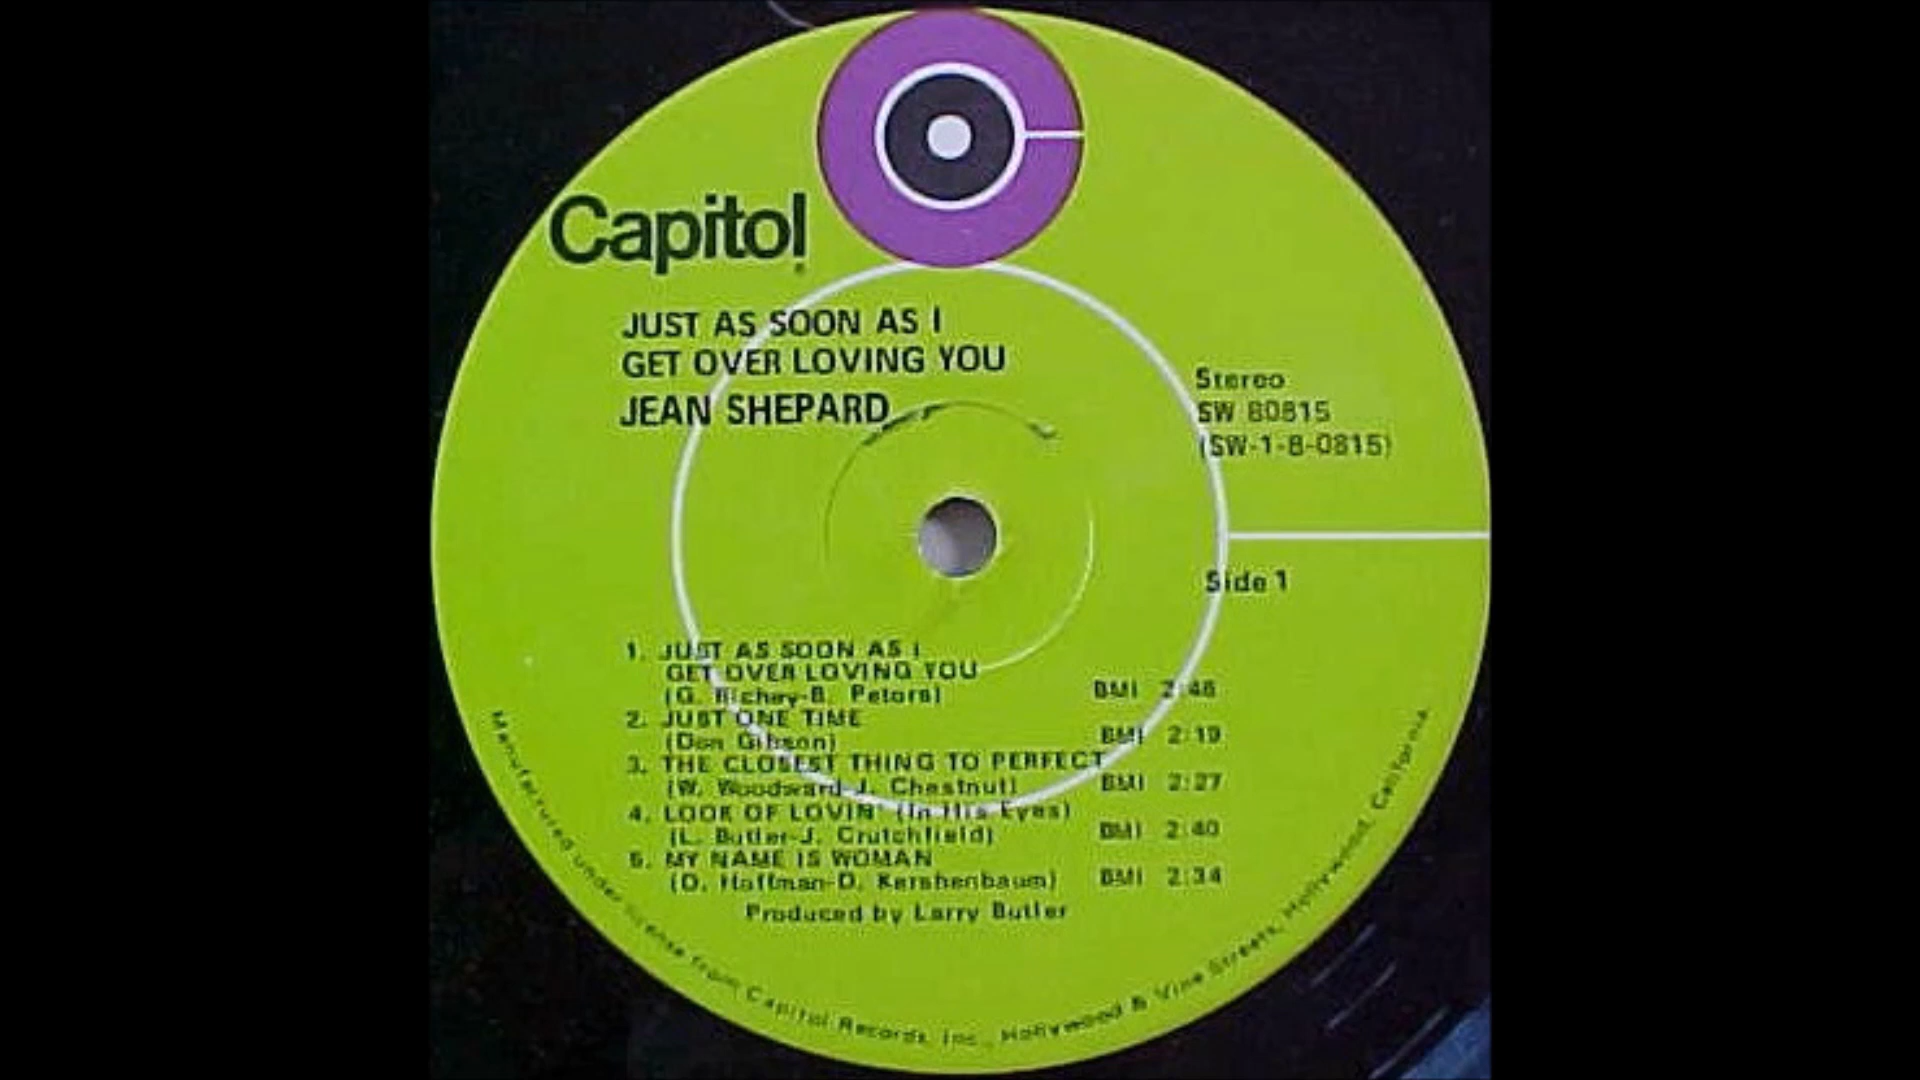 Capitol
JUST AS SOON AS I
GET OVER LOVING YOU
JEAN SHEPARD
Stereo
SW 80815
(SW-1-8-0815)
Side 1
1. JUST AS SOON AS I
GET OVER LOVING YOU
(G. Richey-B. Peters) BMI 2:46
2. JUST ONE TIME
(Don Gibson) BMI 2:19
3. THE CLOSEST THING TO PERFECT
(W. Woodward-J. Chestnut) BMI 2:27
4. LOOK OF LOVIN' (In His Eyes)
(L. Butler-J. Crutchfield) BMI 2:40
5. MY NAME IS WOMAN
(D. Hoffman-D. Kershenbaum) BMI 2:34
Produced by Larry Butler
Manufactured under license from Capitol Records, Inc., Hollywood & Vine Streets, Hollywood, California